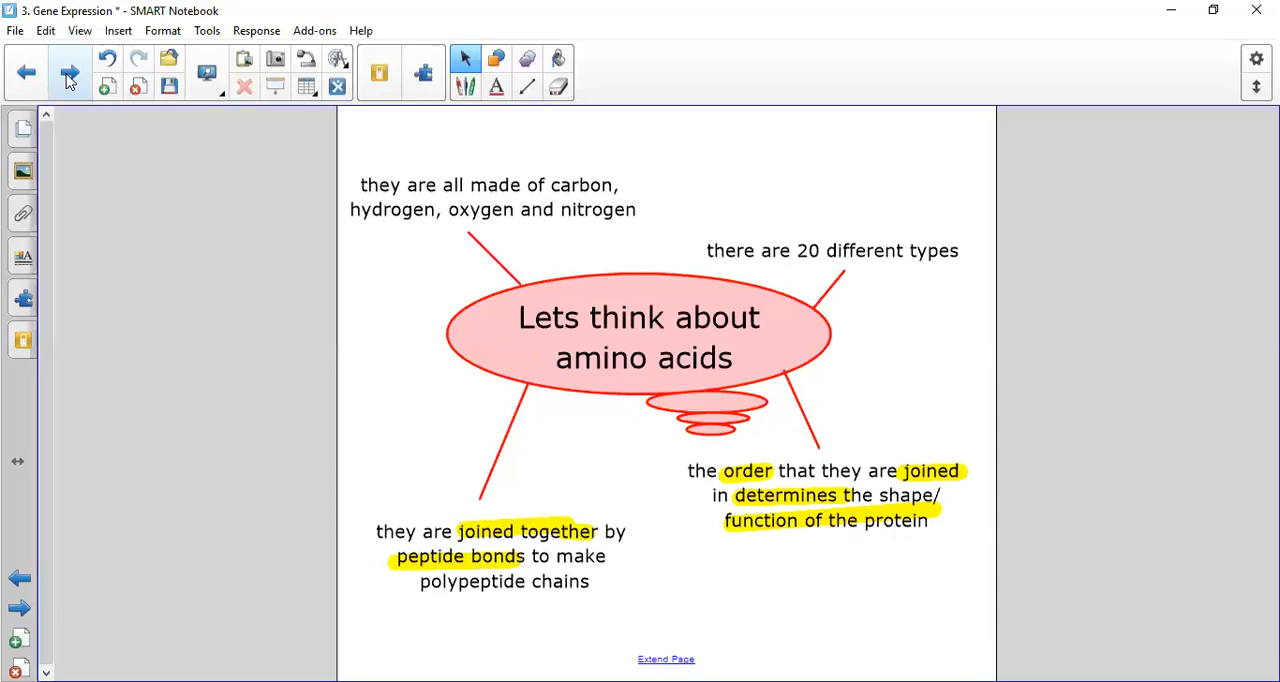 3. Gene Expression * - SMART Notebook
File Edit View Insert Format Tools Response Add-ons Help
they are all made of carbon,
hydrogen, oxygen and nitrogen
there are 20 different types
Lets think about
amino acids
the order that they are joined
in determines the shape/
function of the protein
they are joined together by
peptide bonds to make
polypeptide chains
Extend Page